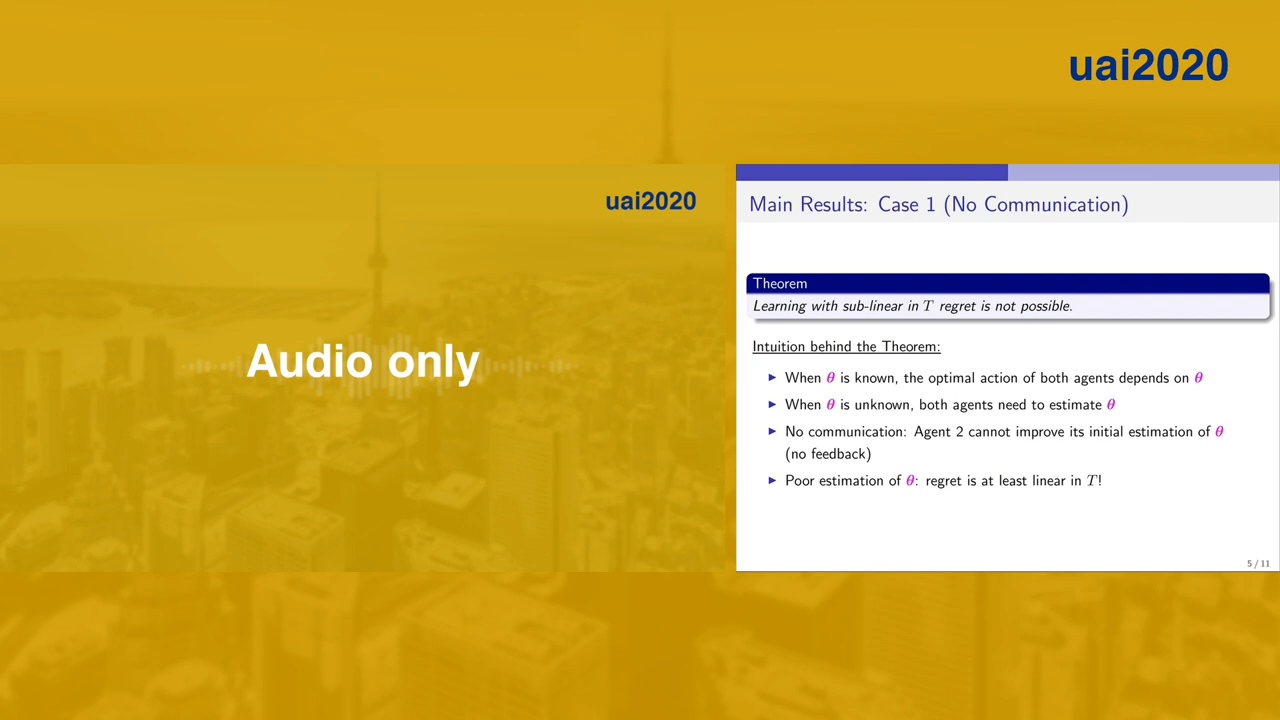 uai2020
uai2020
Audio only
Main Results: Case 1 (No Communication)
Theorem
Learning with sub-linear in T regret is not possible.
Intuition behind the Theorem:
▶ When θ is known, the optimal action of both agents depends on θ
▶ When θ is unknown, both agents need to estimate θ
▶ No communication: Agent 2 cannot improve its initial estimation of θ
(no feedback)
▶ Poor estimation of θ: regret is at least linear in T!
5 / 11